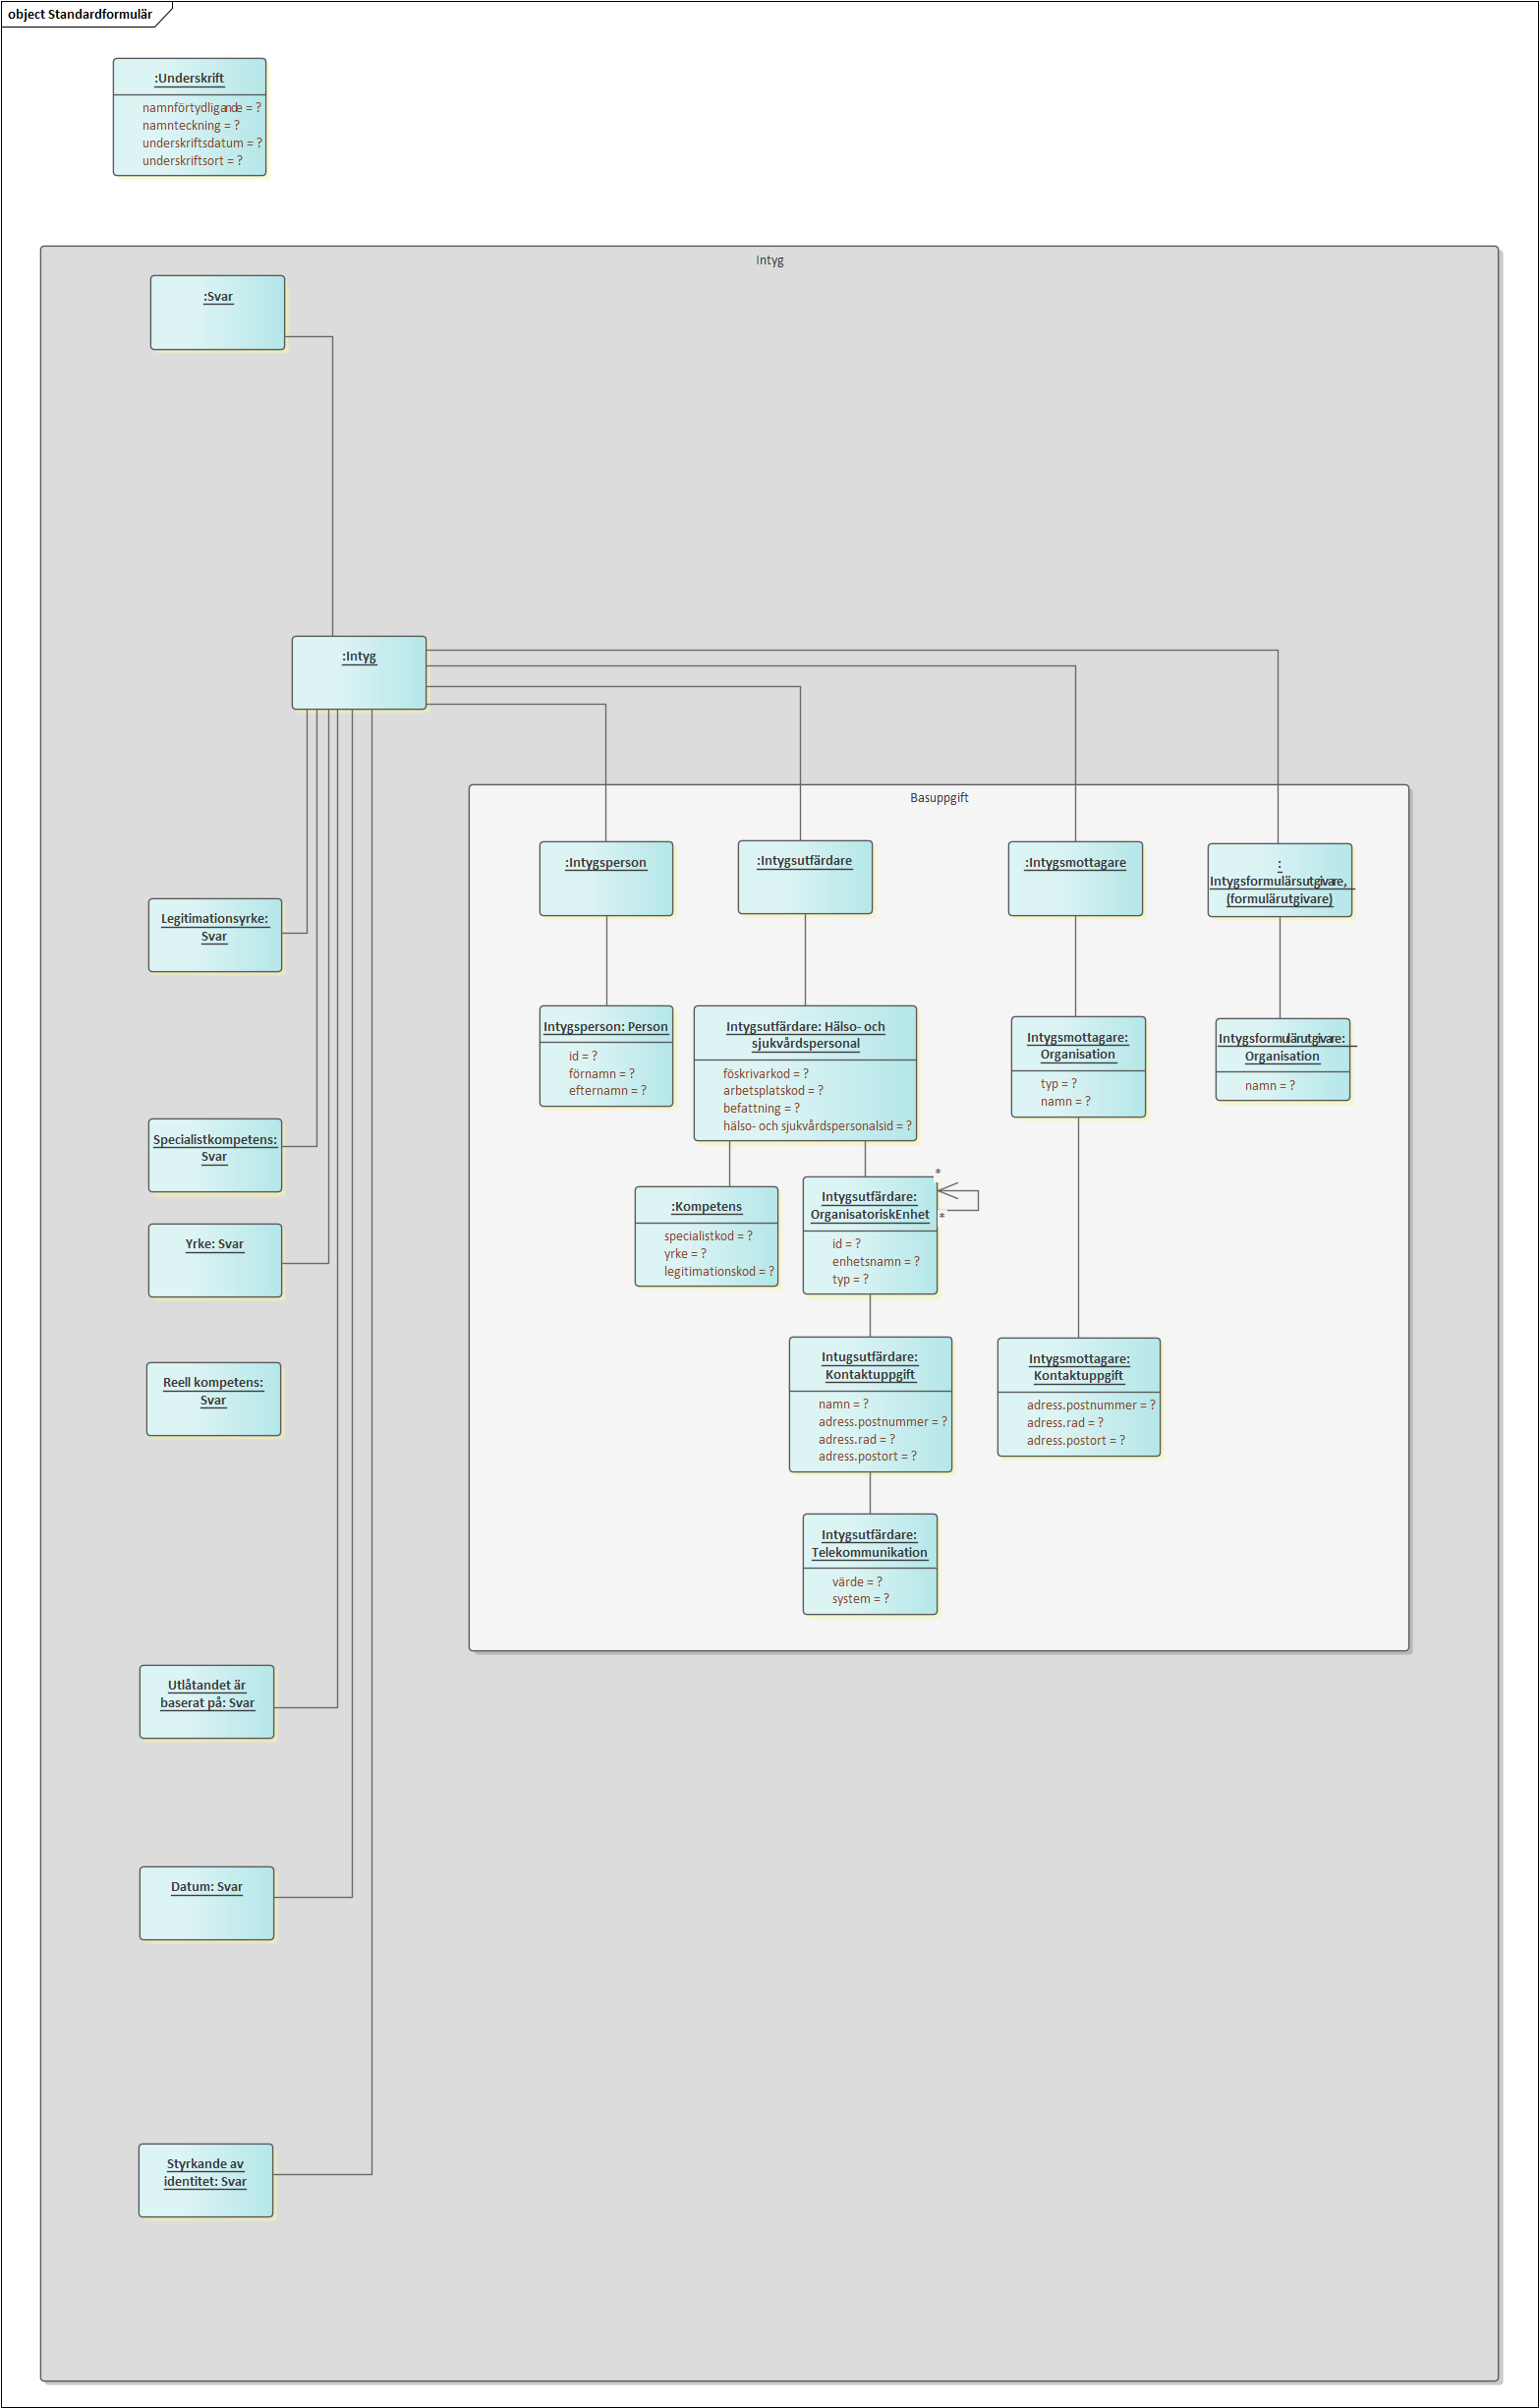 object Standardformulär
:Underskrift
namnförtydligande = ?
namnteckning = ?
underskriftsdatum = ?
underskriftsort = ?
Intyg
:Svar
:Intyg
Basuppgift
:Intygsperson
:Intygsutfärdare
:Intygsmottagare
:
Intygsformulärsutgivare,
(formulärutgivare)
Legitimationsyrke:
Svar
Intygsperson: Person
id = ?
förnamn = ?
efternamn = ?
Intygsutfärdare: Hälso- och
sjukvårdspersonal
föskrivarkod = ?
arbetsplatskod = ?
befattning = ?
hälso- och sjukvårdspersonalsid = ?
Intygsmottagare:
Organisation
typ = ?
namn = ?
Intygsformulärutgivare:
Organisation
namn = ?
Specialistkompetens:
Svar
:Kompetens
specialistkod = ?
yrke = ?
legitimationskod = ?
*
*
Intygsutfärdare:
OrganisatoriskEnhet
id = ?
enhetsnamn = ?
typ = ?
Yrke: Svar
Reell kompetens:
Svar
Intugsutfärdare:
Kontaktuppgift
namn = ?
adress.postnummer = ?
adress.rad = ?
adress.postort = ?
Intygsmottagare:
Kontaktuppgift
adress.postnummer = ?
adress.rad = ?
adress.postort = ?
Intygsutfärdare:
Telekommunikation
värde = ?
system = ?
Utlåtandet är
baserat på: Svar
Datum: Svar
Styrkande av
identitet: Svar